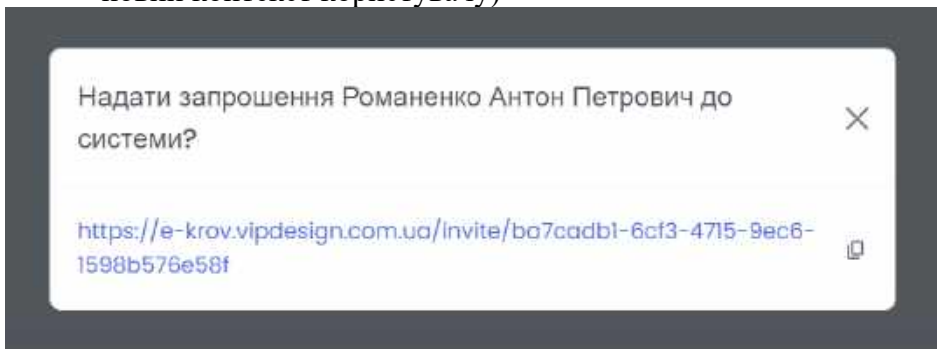 Надати запрошення Романенко Антон Петрович до
системи?
https://e-krov.vipdesign.com.ua/invite/ba7cadb1-6cf3-4715-9ec6-
1598b576e58f